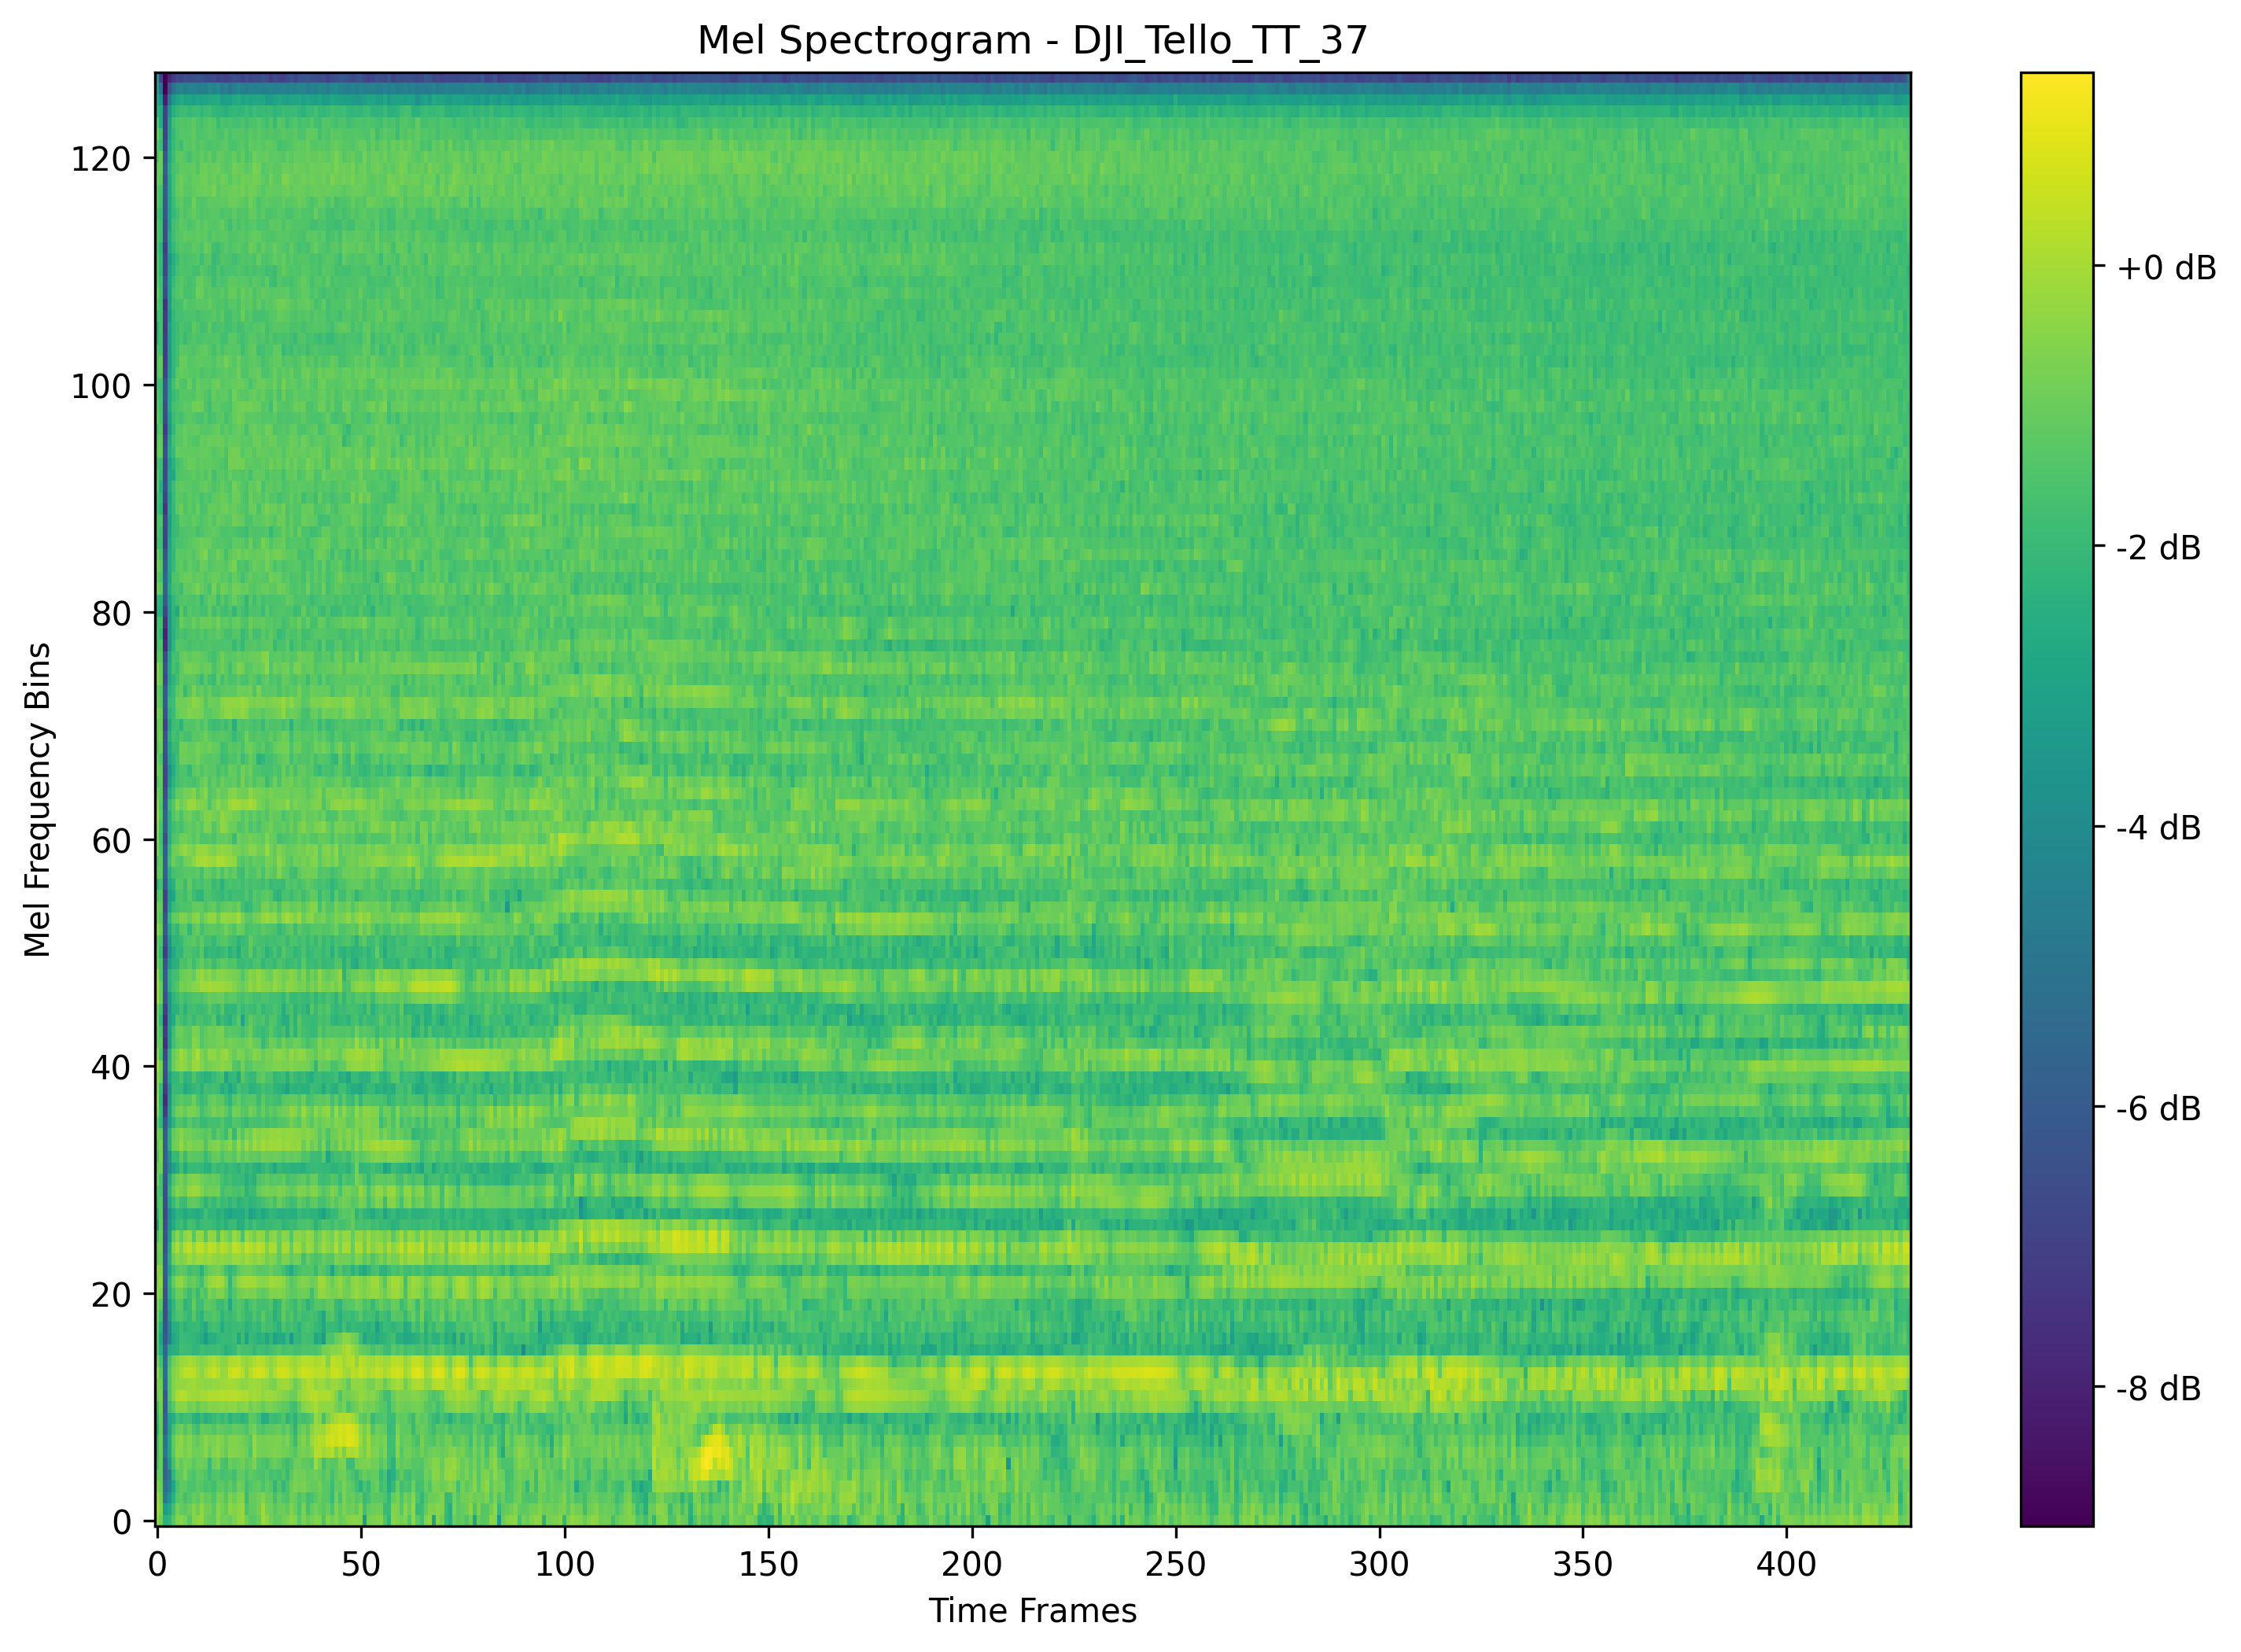 Mel Spectrogram - DJI_Tello_TT_37
Mel Frequency Bins
120
100
80
60
40
20
0
0 50 100 150 200 250 300 350 400
Time Frames
+0 dB
-2 dB
-4 dB
-6 dB
-8 dB